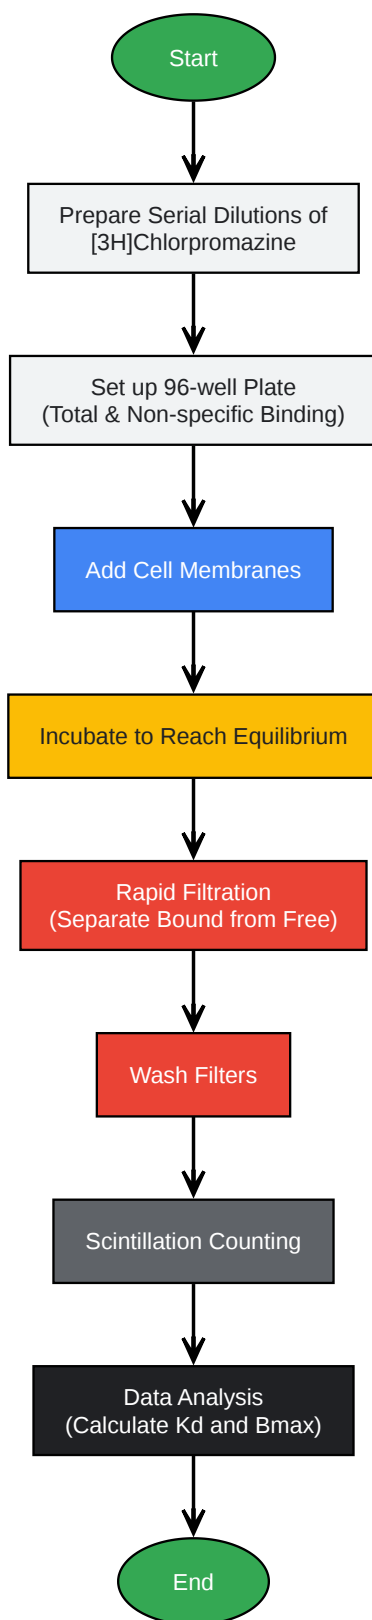 Start
Prepare Serial Dilutions of
[3H]Chlorpromazine
Set up 96-well Plate
(Total & Non-specific Binding)
Add Cell Membranes
Incubate to Reach Equilibrium
Rapid Filtration
(Separate Bound from Free)
Wash Filters
Scintillation Counting
Data Analysis
(Calculate Kd and Bmax)
End